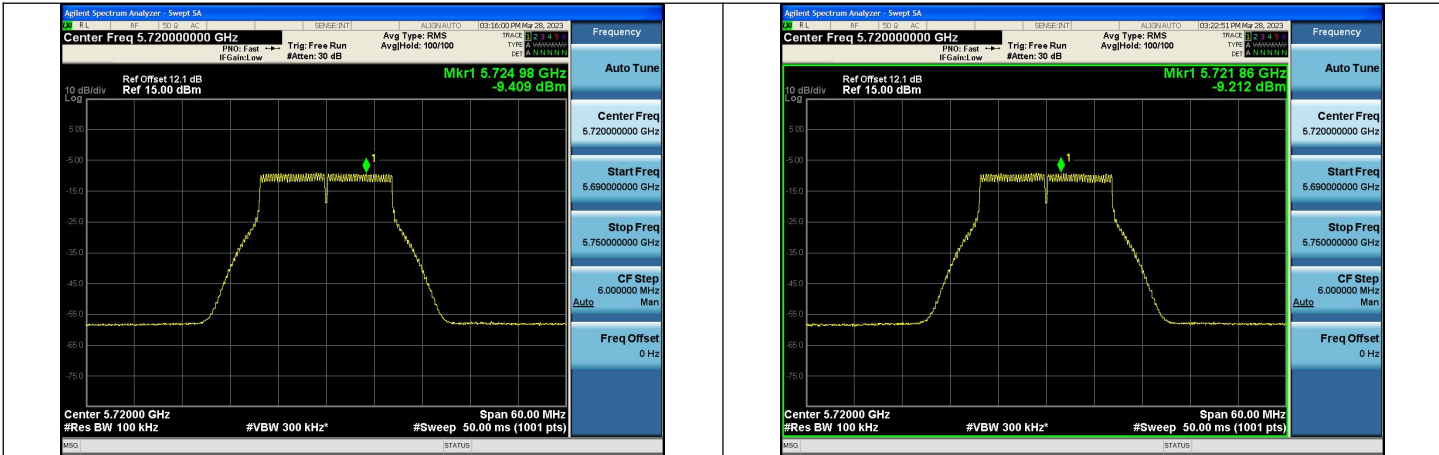 Agilent Spectrum Analyzer - Swept SA
RL RF 50 Ω AC SENSE:INT ALIGNAUTO 03:16:00 PM Mar 28, 2023
Center Freq 5.720000000 GHz
Avg Type: RMS
TRACE 1 2 3 4 5 6
PNO: Fast Trig: Free Run Avg|Hold: 100/100
TYPE A WWWWW
IFGain:Low #Atten: 30 dB
DET A N N N N N
Ref Offset 12.1 dB
Mkr1 5.724 98 GHz
10 dB/div Ref 15.00 dBm
-9.409 dBm
Log
5.00
1
-5.00
-15.0
-25.0
-35.0
-45.0
-55.0
-65.0
-75.0
Center 5.72000 GHz Span 60.00 MHz
#Res BW 100 kHz #VBW 300 kHz* #Sweep 50.00 ms (1001 pts)
MSG STATUS
Frequency
Auto Tune
Center Freq
5.720000000 GHz
Start Freq
5.690000000 GHz
Stop Freq
5.750000000 GHz
CF Step
6.000000 MHz
Auto Man
Freq Offset
0 Hz
Agilent Spectrum Analyzer - Swept SA
RL RF 50 Ω AC SENSE:INT ALIGNAUTO 03:22:51 PM Mar 28, 2023
Center Freq 5.720000000 GHz
Avg Type: RMS
TRACE 1 2 3 4 5 6
PNO: Fast Trig: Free Run Avg|Hold: 100/100
TYPE A WWWWW
IFGain:Low #Atten: 30 dB
DET A N N N N N
Ref Offset 12.1 dB
Mkr1 5.721 86 GHz
10 dB/div Ref 15.00 dBm
-9.212 dBm
Log
5.00
1
-5.00
-15.0
-25.0
-35.0
-45.0
-55.0
-65.0
-75.0
Center 5.72000 GHz Span 60.00 MHz
#Res BW 100 kHz #VBW 300 kHz* #Sweep 50.00 ms (1001 pts)
MSG STATUS
Frequency
Auto Tune
Center Freq
5.720000000 GHz
Start Freq
5.690000000 GHz
Stop Freq
5.750000000 GHz
CF Step
6.000000 MHz
Auto Man
Freq Offset
0 Hz